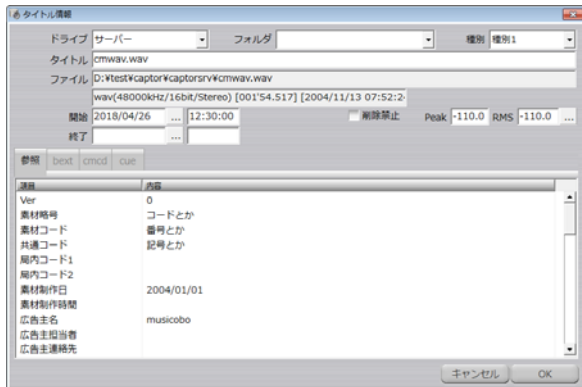 タイトル情報
ドライブ サーバー フォルダ 種別 種別1
タイトル cmwav.wav
ファイル D:¥test¥captor¥captorsrv¥cmwav.wav
wav(48000kHz/16bit/Stereo) [001'54.517] [2004/11/13 07:52:2
開始 2018/04/26 ... 12:30:00 削除禁止 Peak -110.0 RMS -110.0 ...
終了 ...
参照 bext cmcd cue
項目 内容
Ver 0
素材略号 コードとか
素材コード 番号とか
共通コード 記号とか
局内コード1
局内コード2
素材制作日 2004/01/01
素材制作時間
広告主名 musicobo
広告主担当者
広告主連絡先
キャンセル OK